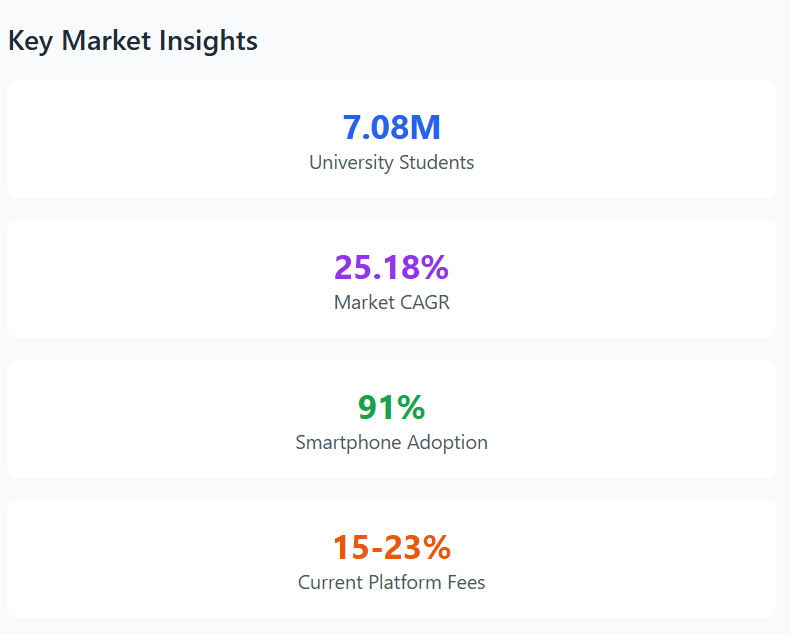 Key Market Insights
7.08M
University Students
25.18%
Market CAGR
91%
Smartphone Adoption
15-23%
Current Platform Fees